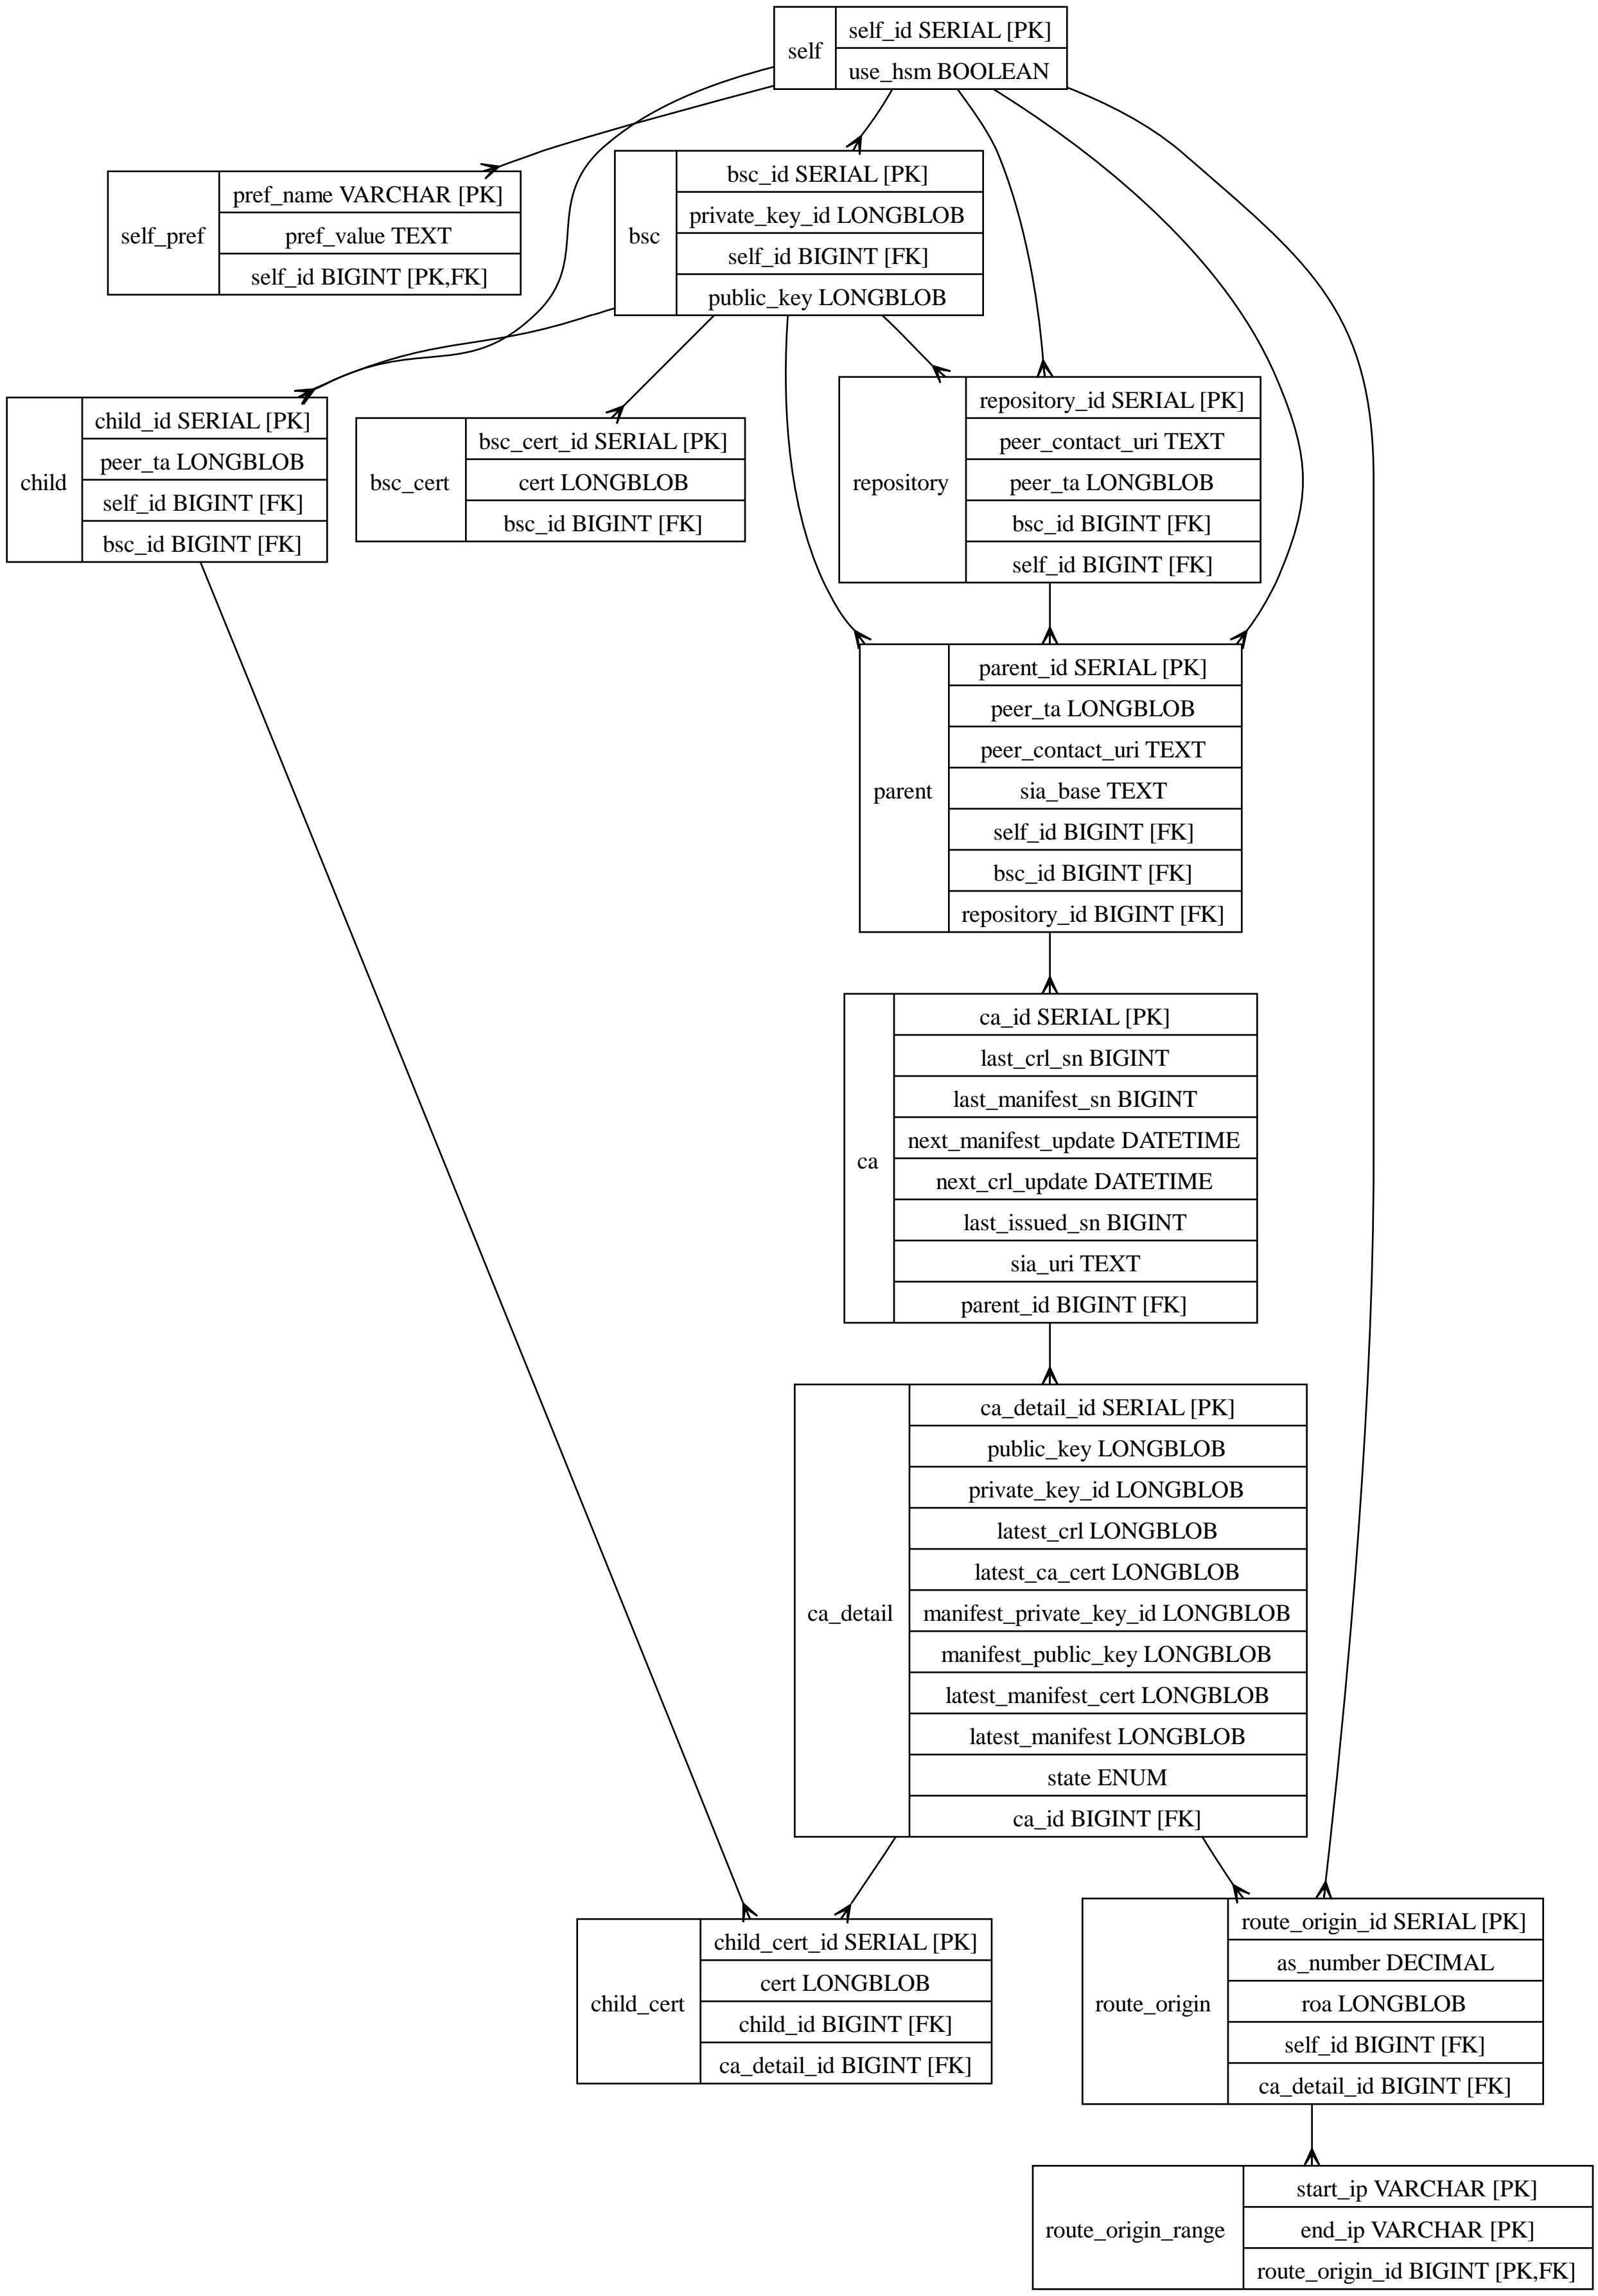 self
self_id SERIAL [PK]
use_hsm BOOLEAN
self_pref
pref_name VARCHAR [PK]
pref_value TEXT
self_id BIGINT [PK,FK]
bsc
bsc_id SERIAL [PK]
private_key_id LONGBLOB
self_id BIGINT [FK]
public_key LONGBLOB
child
child_id SERIAL [PK]
peer_ta LONGBLOB
self_id BIGINT [FK]
bsc_id BIGINT [FK]
bsc_cert
bsc_cert_id SERIAL [PK]
cert LONGBLOB
bsc_id BIGINT [FK]
repository
repository_id SERIAL [PK]
peer_contact_uri TEXT
peer_ta LONGBLOB
bsc_id BIGINT [FK]
self_id BIGINT [FK]
parent
parent_id SERIAL [PK]
peer_ta LONGBLOB
peer_contact_uri TEXT
sia_base TEXT
self_id BIGINT [FK]
bsc_id BIGINT [FK]
repository_id BIGINT [FK]
ca
ca_id SERIAL [PK]
last_crl_sn BIGINT
last_manifest_sn BIGINT
next_manifest_update DATETIME
next_crl_update DATETIME
last_issued_sn BIGINT
sia_uri TEXT
parent_id BIGINT [FK]
ca_detail
ca_detail_id SERIAL [PK]
public_key LONGBLOB
private_key_id LONGBLOB
latest_crl LONGBLOB
latest_ca_cert LONGBLOB
manifest_private_key_id LONGBLOB
manifest_public_key LONGBLOB
latest_manifest_cert LONGBLOB
latest_manifest LONGBLOB
state ENUM
ca_id BIGINT [FK]
child_cert
child_cert_id SERIAL [PK]
cert LONGBLOB
child_id BIGINT [FK]
ca_detail_id BIGINT [FK]
route_origin
route_origin_id SERIAL [PK]
as_number DECIMAL
roa LONGBLOB
self_id BIGINT [FK]
ca_detail_id BIGINT [FK]
route_origin_range
start_ip VARCHAR [PK]
end_ip VARCHAR [PK]
route_origin_id BIGINT [PK,FK]